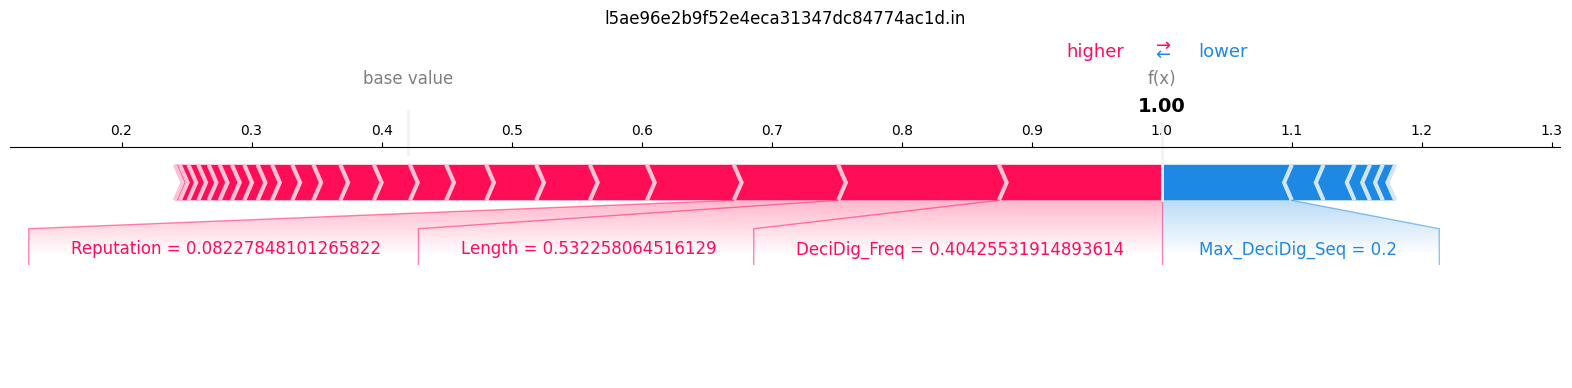 l5ae96e2b9f52e4eca31347dc84774ac1d.in
higher ⇄ lower
base value f(x)
1.00
0.2 0.3 0.4 0.5 0.6 0.7 0.8 0.9 1.0 1.1 1.2 1.3
Reputation = 0.08227848101265822 Length = 0.532258064516129 DeciDig_Freq = 0.40425531914893614 Max_DeciDig_Seq = 0.2